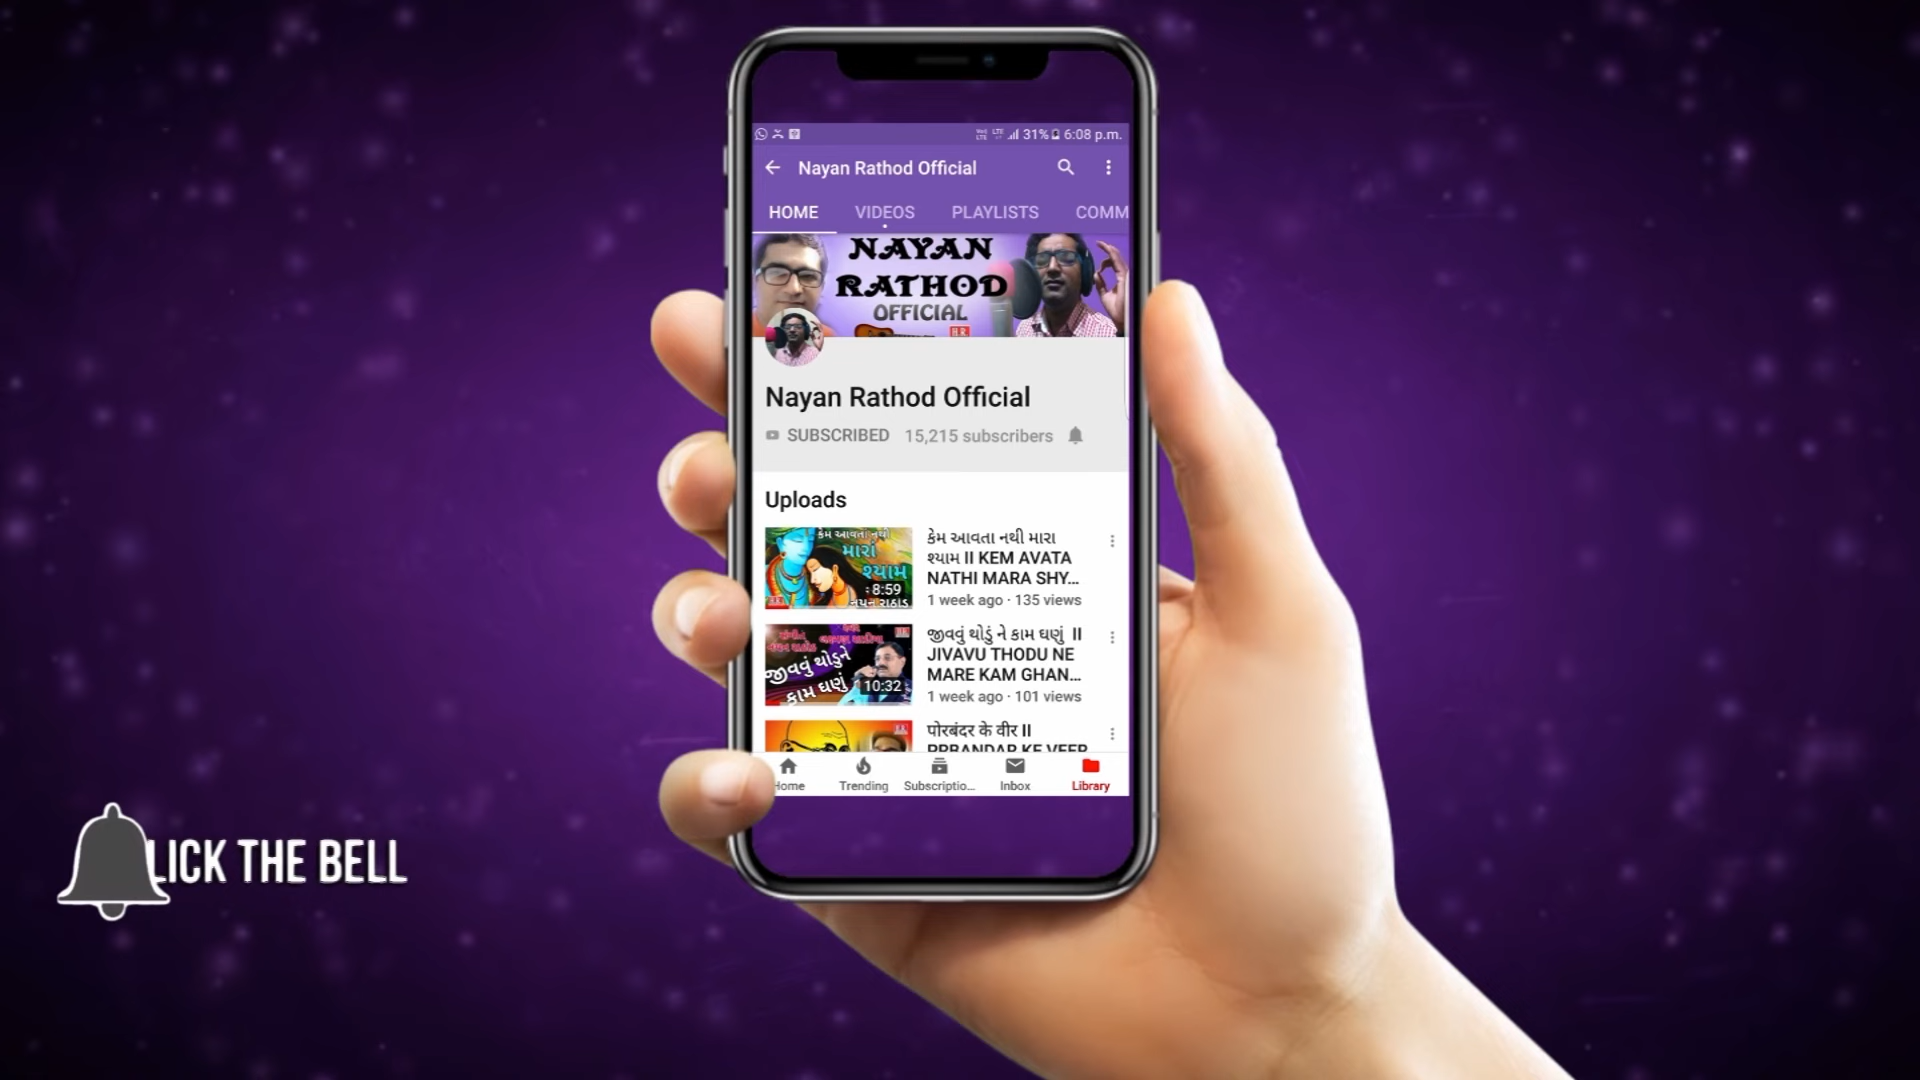 31% 6:08 p.m.
Nayan Rathod Official
HOME VIDEOS PLAYLISTS COMM
NAYAN
RATHOD
OFFICIAL
H.R.
Nayan Rathod Official
SUBSCRIBED 15,215 subscribers
Uploads
કેમ આવતાં નથી
મારાં
શ્યામ
8:59
નયન રાઠોડ
કેમ આવતા નથી મારા
શ્યામ II KEM AVATA
NATHI MARA SHY...
1 week ago · 135 views
જીવવું થોડુંને
કામ ઘણું
10:32
જીવવું થોડું ને કામ ઘણું II
JIVAVU THODU NE
MARE KAM GHAN...
1 week ago · 101 views
पोरबंदर के वीर II
Home Trending Subscriptio... Inbox Library
LICK THE BELL